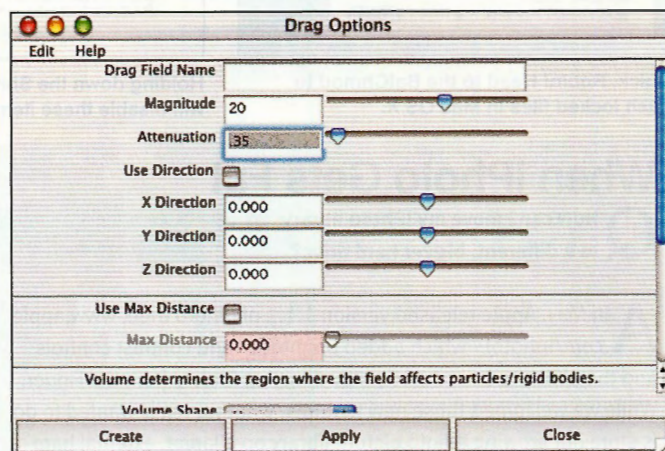 Drag Options
Edit Help
Drag Field Name
Magnitude 20
Attenuation .35
Use Direction
X Direction 0.000
Y Direction 0.000
Z Direction 0.000
Use Max Distance
Max Distance 0.000
Volume determines the region where the field affects particles/rigid bodies.
Volume Shape
Create Apply Close